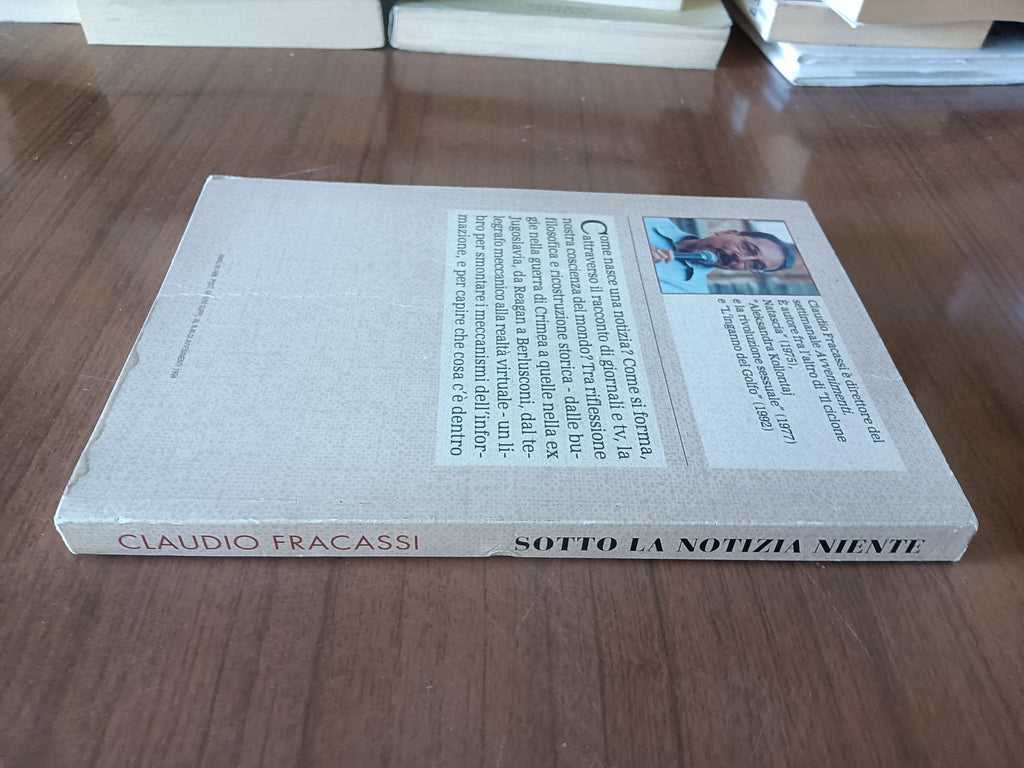 Claudio Fracassi è direttore del
settimanale Avvenimenti.
È autore fra l'altro di "Il ciclone
Natascia" (1975),
"Aleksandra Kollontaj
e la rivoluzione sessuale" (1977)
e "L'inganno del Golfo" (1992)
Come nasce una notizia? Come si forma,
attraverso il racconto di giornali e tv, la
nostra coscienza del mondo? Tra riflessione
filosofica e ricostruzione storica - dalle bu-
gie nella guerra di Crimea a quelle nella ex
Jugoslavia, da Reagan a Berlusconi, dal te-
legrafo meccanico alla realtà virtuale - un li-
bro per smontare i meccanismi dell'infor-
mazione, e per capire che cosa c'è dentro
CLAUDIO FRACASSI
SOTTO LA NOTIZIA NIENTE